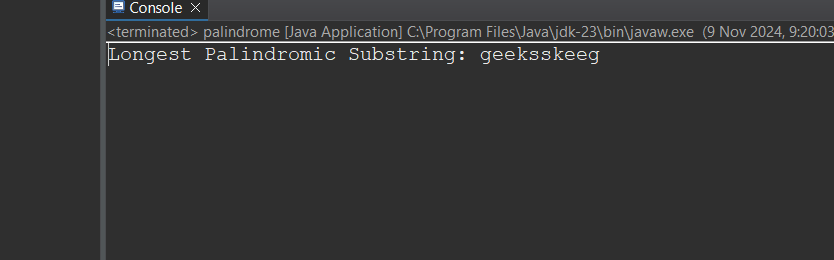 Console
<terminated> palindrome [Java Application] C:\Program Files\Java\jdk-23\bin\javaw.exe (9 Nov 2024, 9:20:03
Longest Palindromic Substring: geeksskeeg